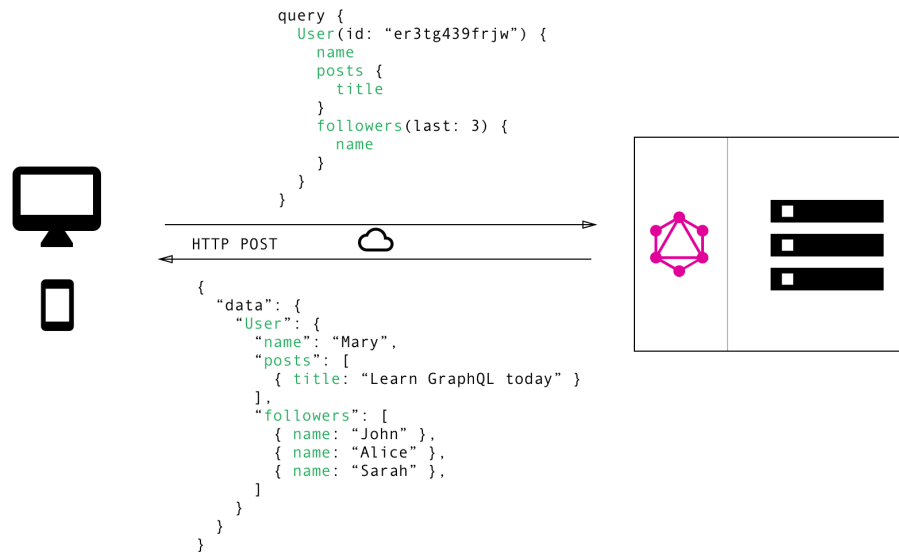 query {
  User(id: “er3tg439frjw”) {
    name
    posts {
      title
    }
    followers(last: 3) {
      name
    }
  }
}
HTTP POST
{
  “data”: {
    “User”: {
      “name”: “Mary”,
      “posts”: [
        { title: “Learn GraphQL today” }
      ],
      “followers”: [
        { name: “John” },
        { name: “Alice” },
        { name: “Sarah” },
      ]
    }
  }
}